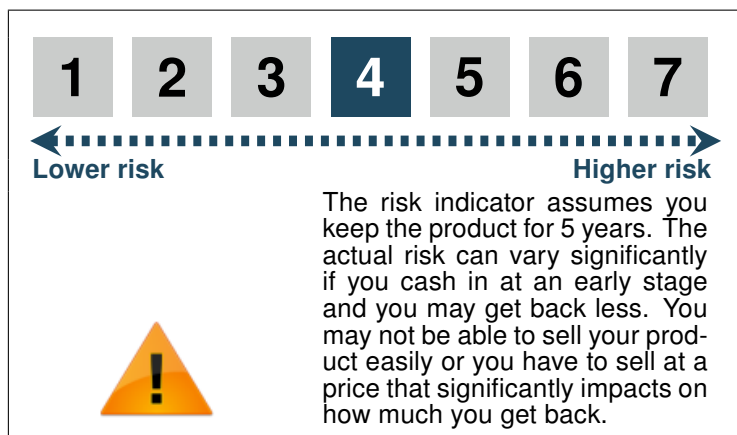 1 2 3 4 5 6 7
Lower risk Higher risk
The risk indicator assumes you
keep the product for 5 years. The
actual risk can vary significantly
if you cash in at an early stage
and you may get back less. You
may not be able to sell your prod-
uct easily or you have to sell at a
price that significantly impacts on
how much you get back.
!